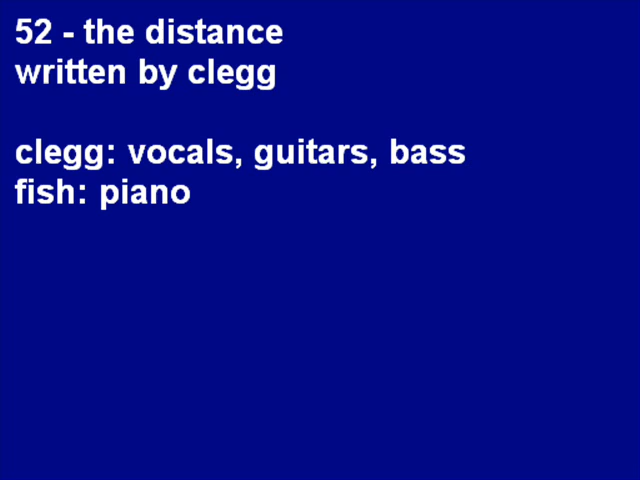 52 - the distance
written by clegg
clegg: vocals, guitars, bass
fish: piano